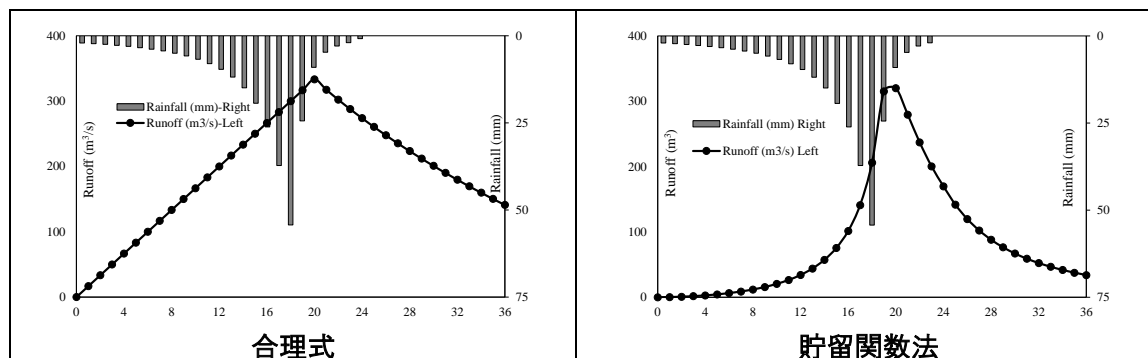 400
300
200
100
0
0
25
50
75
0 4 8 12 16 20 24 28 32 36
Runoff (m³/s)
Rainfall (mm)
Rainfall (mm)-Right
Runoff (m3/s)-Left
合理式
400
300
200
100
0
0
25
50
75
0 4 8 12 16 20 24 28 32 36
Runoff (m³)
Rainfall (mm)
Rainfall (mm) Right
Runoff (m3/s) Left
貯留関数法